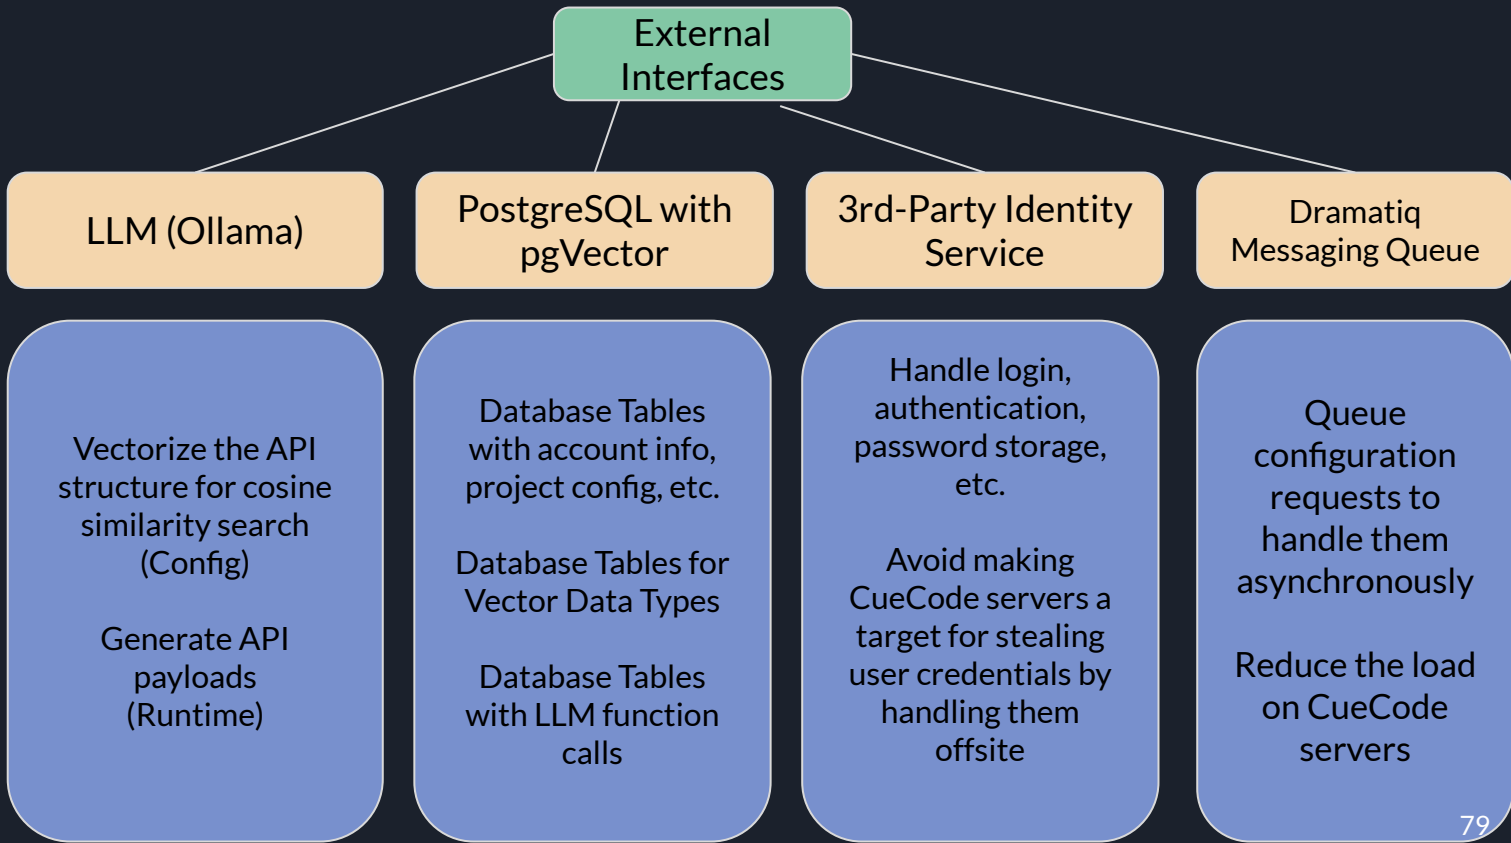 External
Interfaces
LLM (Ollama)
PostgreSQL with
pgVector
3rd-Party Identity
Service
Dramatiq
Messaging Queue
Vectorize the API
structure for cosine
similarity search
(Config)
Generate API
payloads
(Runtime)
Database Tables
with account info,
project config, etc.
Database Tables for
Vector Data Types
Database Tables
with LLM function
calls
Handle login,
authentication,
password storage,
etc.
Avoid making
CueCode servers a
target for stealing
user credentials by
handling them
offsite
Queue
configuration
requests to
handle them
asynchronously
Reduce the load
on CueCode
servers
79